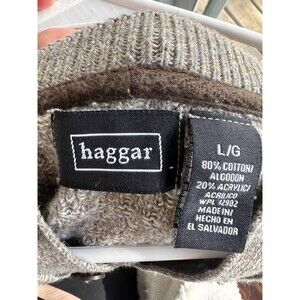 haggar
L/G
80% COTTON/
ALGODON
20% ACRYLIC/
ACRILICO
WPL 12902
MADE IN/
HECHO EN
EL SALVADOR